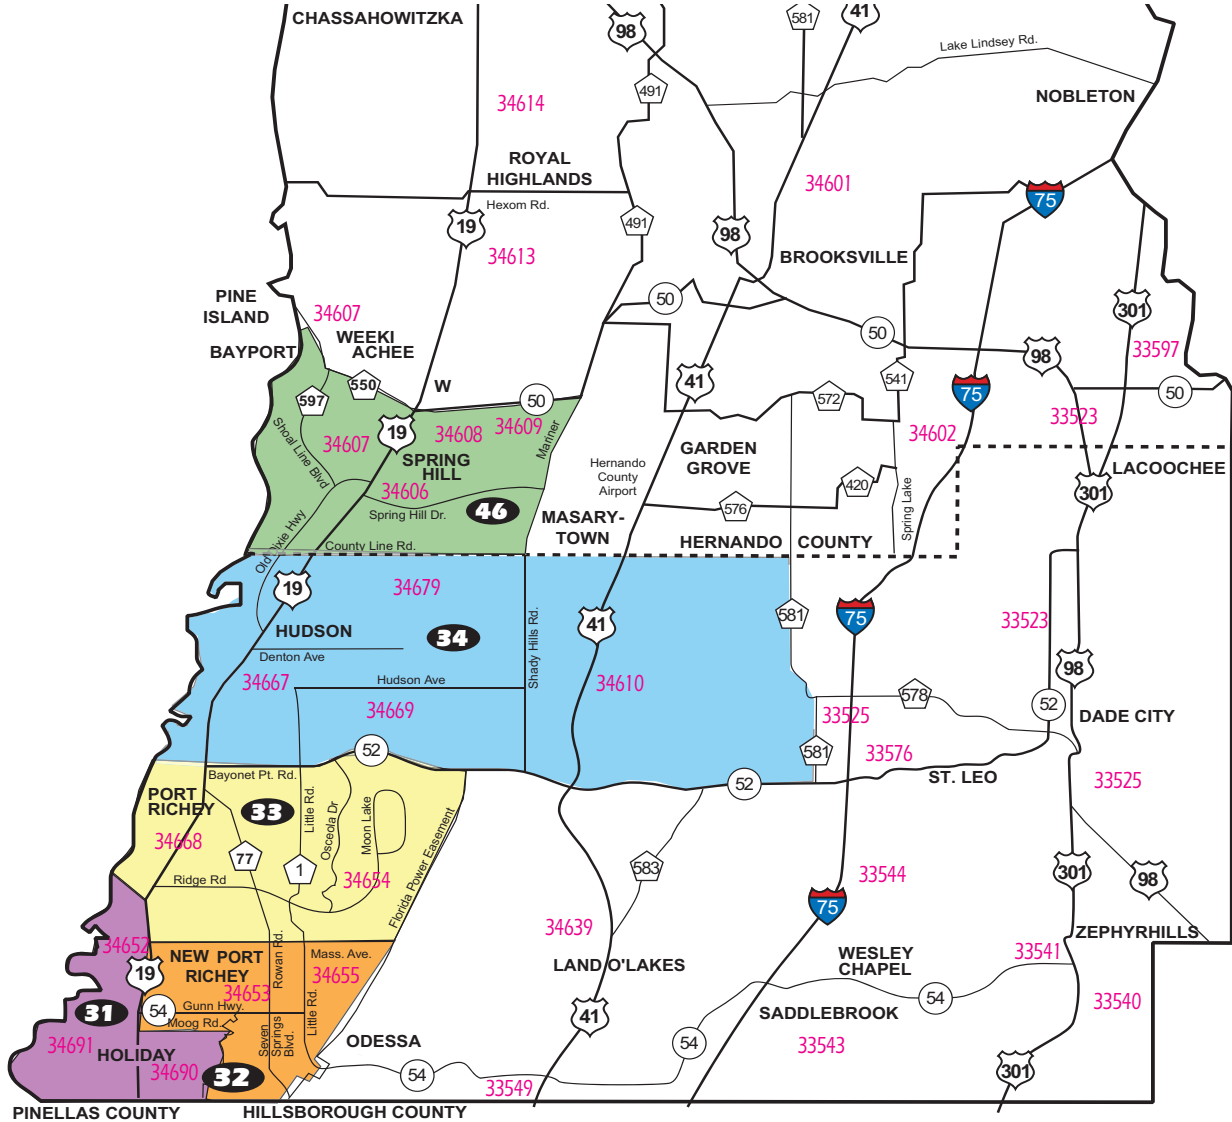 CHASSAHOWITZKA
98
581
41
Lake Lindsey Rd.
491
34614
NOBLETON
ROYAL
HIGHLANDS
34601
Hexom Rd.
75
19
491
98
34613
BROOKSVILLE
PINE
ISLAND
34607
50
301
BAYPORT
WEEKI
ACHEE
50
98
33597
550
W
41
541
75
597
50
572
50
Shoal Line Blvd
19
34607
34608
34609
Mariner
33523
34602
SPRING
HILL
GARDEN
GROVE
LACOOCHEE
Hernando
County
Airport
34606
420
301
Spring Hill Dr.
46
576
Spring Lake
MASARY-
TOWN
Old Dixie Hwy
County Line Rd.
HERNANDO COUNTY
19
34679
41
581
75
33523
HUDSON
34
Shady Hills Rd.
Denton Ave
98
34667
Hudson Ave
34610
578
34669
33525
52
DADE CITY
52
581
33576
Bayonet Pt. Rd.
52
ST. LEO
33525
PORT
RICHEY
33
Little Rd.
Osceola Dr
Moon Lake
Florida Power Easement
34668
77
1
583
301
98
Ridge Rd
34654
33544
75
34639
ZEPHYRHILLS
34652
NEW PORT
RICHEY
Rowan Rd.
Mass. Ave.
WESLEY
CHAPEL
33541
19
34655
LAND O'LAKES
34653
54
33540
31
54
Gunn Hwy.
Little Rd.
41
SADDLEBROOK
Moog Rd.
Seven
Springs
Blvd.
ODESSA
54
33543
34691
HOLIDAY
34690
32
54
301
33549
PINELLAS COUNTY
HILLSBOROUGH COUNTY